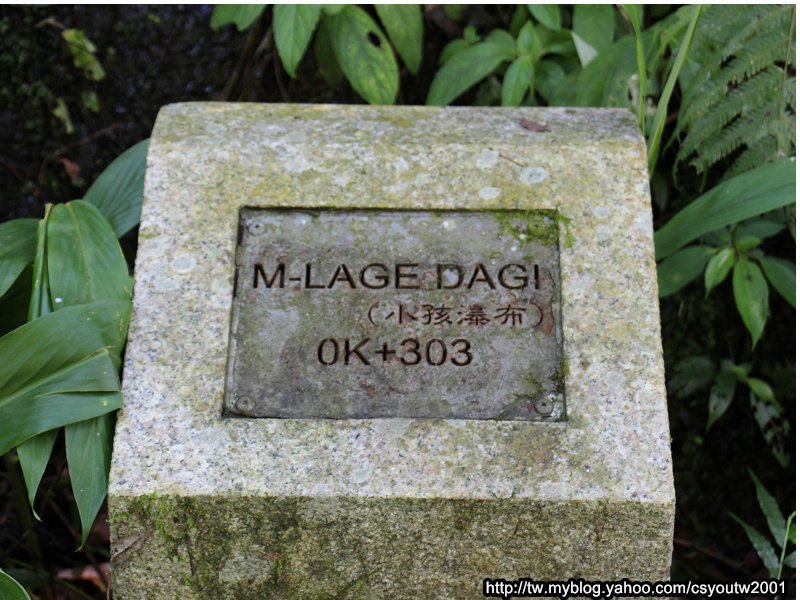 M-LAGE DAGI
(小孩瀑布)
0K+303
http://tw.myblog.yahoo.com/csyoutw2001